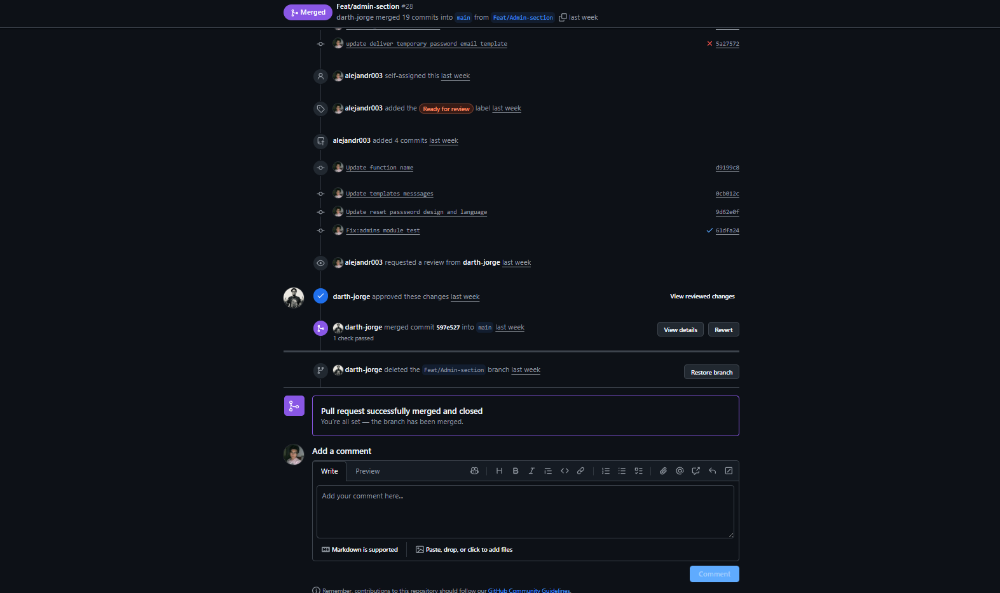 Merged
Feat/admin-section #28
darth-jorge merged 19 commits into main from Feat/Admin-section last week
update deliver temporary password email template 5a27572
alejandr003 self-assigned this last week
alejandr003 added the Ready for review label last week
alejandr003 added 4 commits last week
Update function name d9199c8
Update templates messsages 0cb012c
Update reset passsword design and language 9d62e0f
Fix:admins module test 61dfa24
alejandr003 requested a review from darth-jorge last week
darth-jorge approved these changes last week View reviewed changes
darth-jorge merged commit 597e527 into main last week View details Revert
1 check passed
darth-jorge deleted the Feat/Admin-section branch last week Restore branch
Pull request successfully merged and closed
You're all set — the branch has been merged.
Add a comment
Write Preview H B I
Add your comment here...
Markdown is supported Paste, drop, or click to add files
Comment
Remember, contributions to this repository should follow our GitHub Community Guidelines.